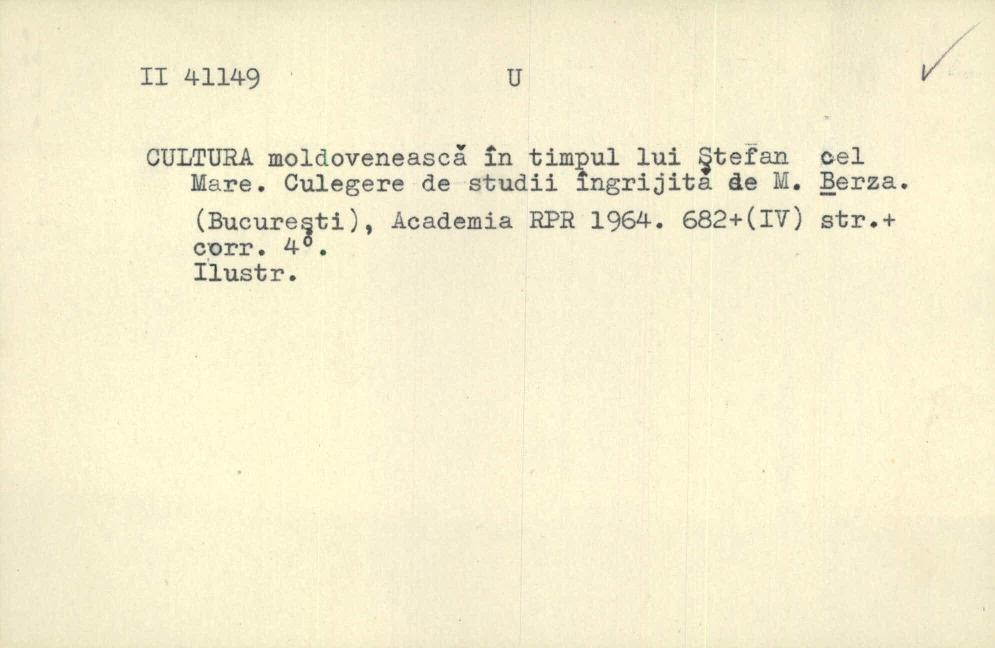 II 41149 U
CULTURA moldovenească în timpul lui Ştefan cel
Mare. Culegere de studii îngrijită de M. Berza.
(Bucureşti), Academia RPR 1964. 682+(IV) str.+
corr. 4°.
Ilustr.